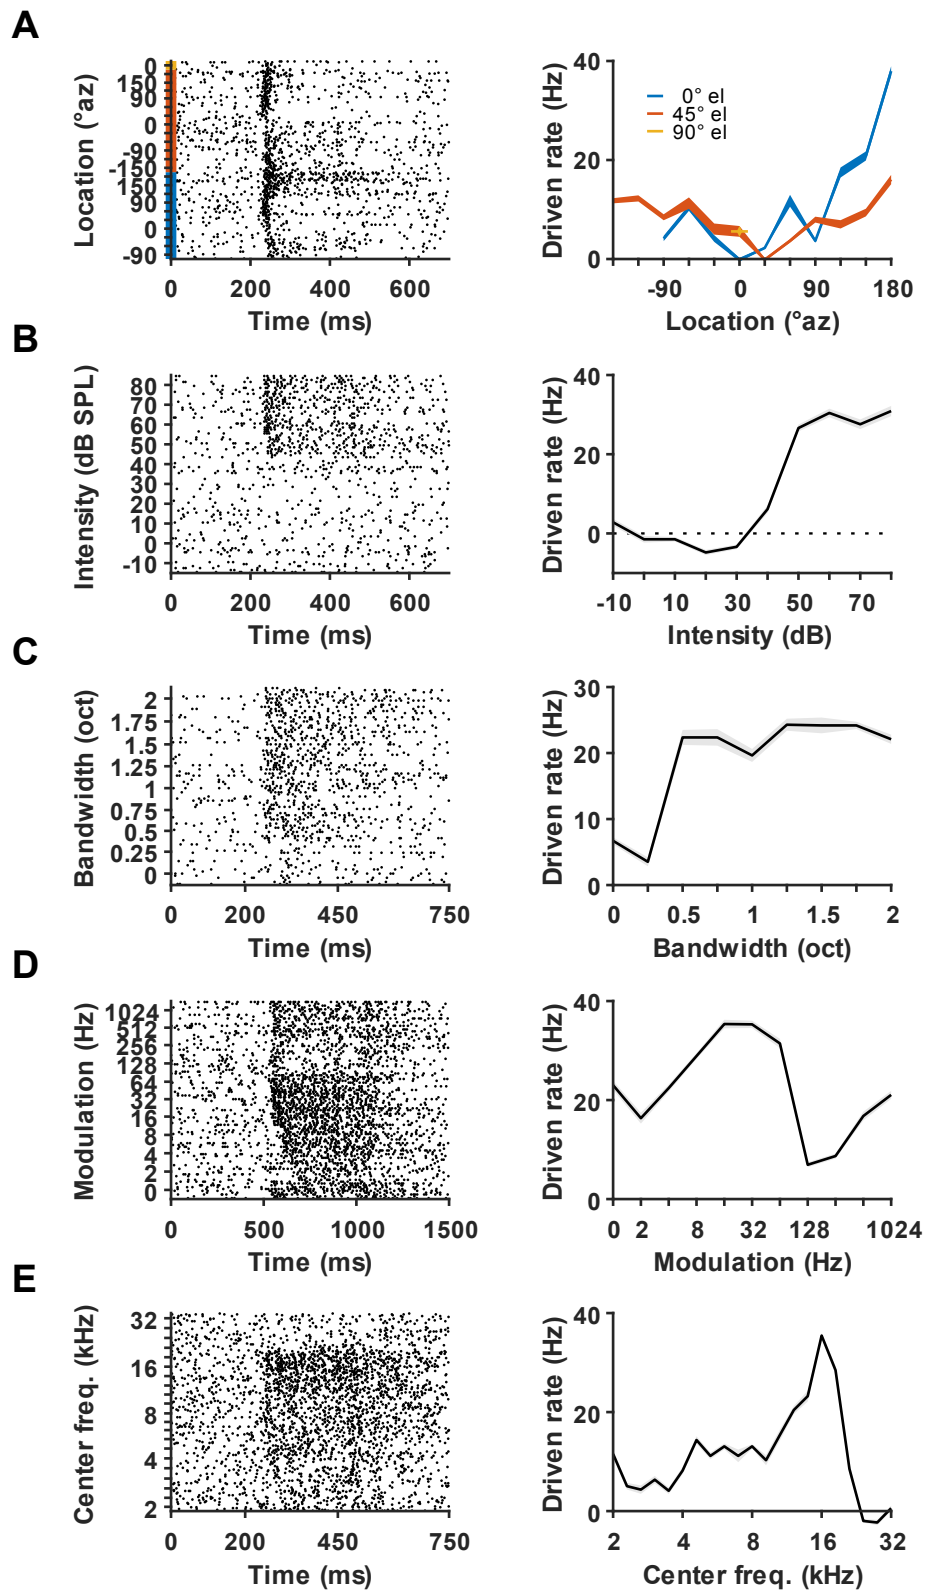 A
Location (°az)
0
150
90
0
-90
-150
150
90
0
-90
0 200 400 600
Time (ms)
Driven rate (Hz)
40
20
0
0° el
45° el
90° el
-90 0 90 180
Location (°az)
B
Intensity (dB SPL)
80
70
60
50
40
30
20
10
0
-10
0 200 400 600
Time (ms)
Driven rate (Hz)
40
20
0
-10 10 30 50 70
Intensity (dB)
C
Bandwidth (oct)
2
1.75
1.5
1.25
1
0.75
0.5
0.25
0
0 200 450 750
Time (ms)
Driven rate (Hz)
30
20
10
0
0 0.5 1 1.5 2
Bandwidth (oct)
D
Modulation (Hz)
1024
512
256
128
64
32
16
8
4
2
0
0 500 1000 1500
Time (ms)
Driven rate (Hz)
40
20
0
0 2 8 32 128 1024
Modulation (Hz)
E
Center freq. (kHz)
32
16
8
4
2
0 200 450 750
Time (ms)
Driven rate (Hz)
40
20
0
2 4 8 16 32
Center freq. (kHz)